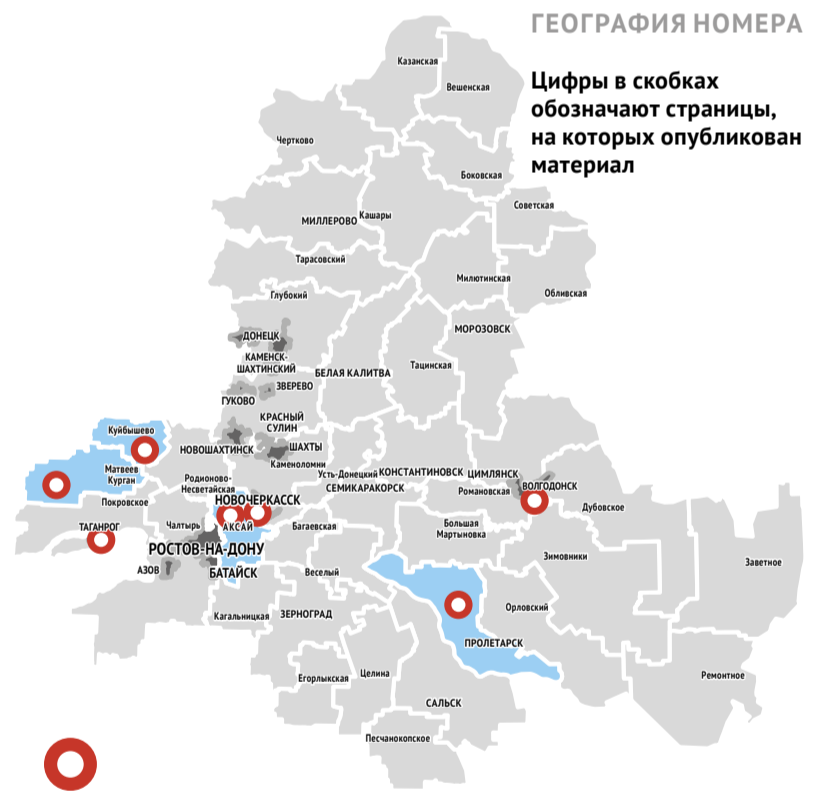 ГЕОГРАФИЯ НОМЕРА
Цифры в скобках
обозначают страницы,
на которых опубликован
материал
Казанская
Вешенская
Чертково
Боковская
Советская
Кашары
МИЛЛЕРОВО
Тарасовский
Милютинская
Обливская
Глубокий
МОРОЗОВСК
ДОНЕЦК
КАМЕНСК-
ШАХТИНСКИЙ
Тацинская
БЕЛАЯ КАЛИТВА
ЗВЕРЕВО
ГУКОВО
КРАСНЫЙ
СУЛИН
Куйбышево
НОВОШАХТИНСК
ШАХТЫ
Каменоломни
Матвеев
Курган
Усть-Донецкий
КОНСТАНТИНОВСК
ЦИМЛЯНСК
Родионово-
Несветайская
СЕМИКАРАКОРСК
Романовская
ВОЛГОДОНСК
Покровское
НОВОЧЕРКАССК
Дубовское
ТАГАНРОГ
Чалтырь
АКСАЙ
Багаевская
Большая
Мартыновка
РОСТОВ-НА-ДОНУ
Зимовники
Заветное
АЗОВ
БАТАЙСК
Веселый
Орловский
Кагальницкая
ЗЕРНОГРАД
ПРОЛЕТАРСК
Егорлыкская
Целина
Ремонтное
САЛЬСК
Песчанокопское